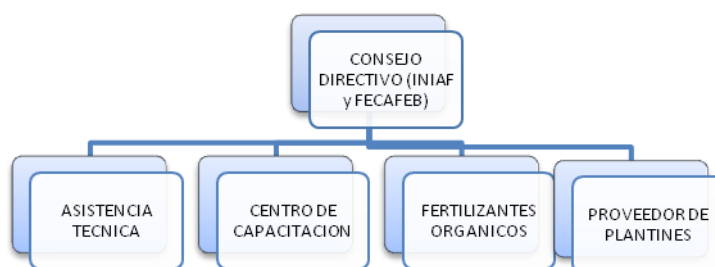 CONSEJO
DIRECTIVO (INIAF
y FECAFEB)
ASISTENCIA
TECNICA
CENTRO DE
CAPACITACION
FERTILIZANTES
ORGANICOS
PROVEEDOR DE
PLANTINES